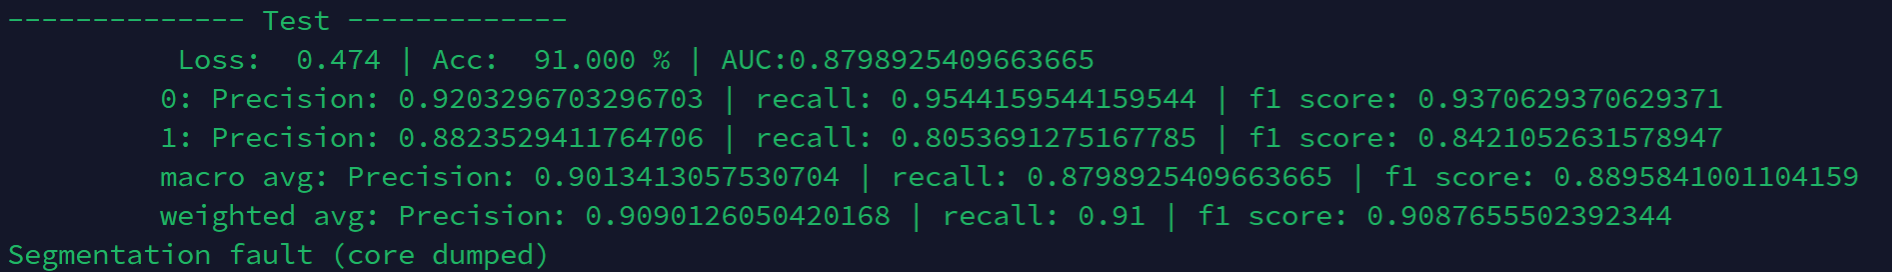 -------------- Test -------------
Loss:  0.474 | Acc:  91.000 % | AUC:0.8798925409663665
0: Precision: 0.9203296703296703 | recall: 0.9544159544159544 | f1 score: 0.9370629370629371
1: Precision: 0.8823529411764706 | recall: 0.8053691275167785 | f1 score: 0.8421052631578947
macro avg: Precision: 0.9013413057530704 | recall: 0.8798925409663665 | f1 score: 0.8895841001104159
weighted avg: Precision: 0.9090126050420168 | recall: 0.91 | f1 score: 0.9087655502392344
Segmentation fault (core dumped)